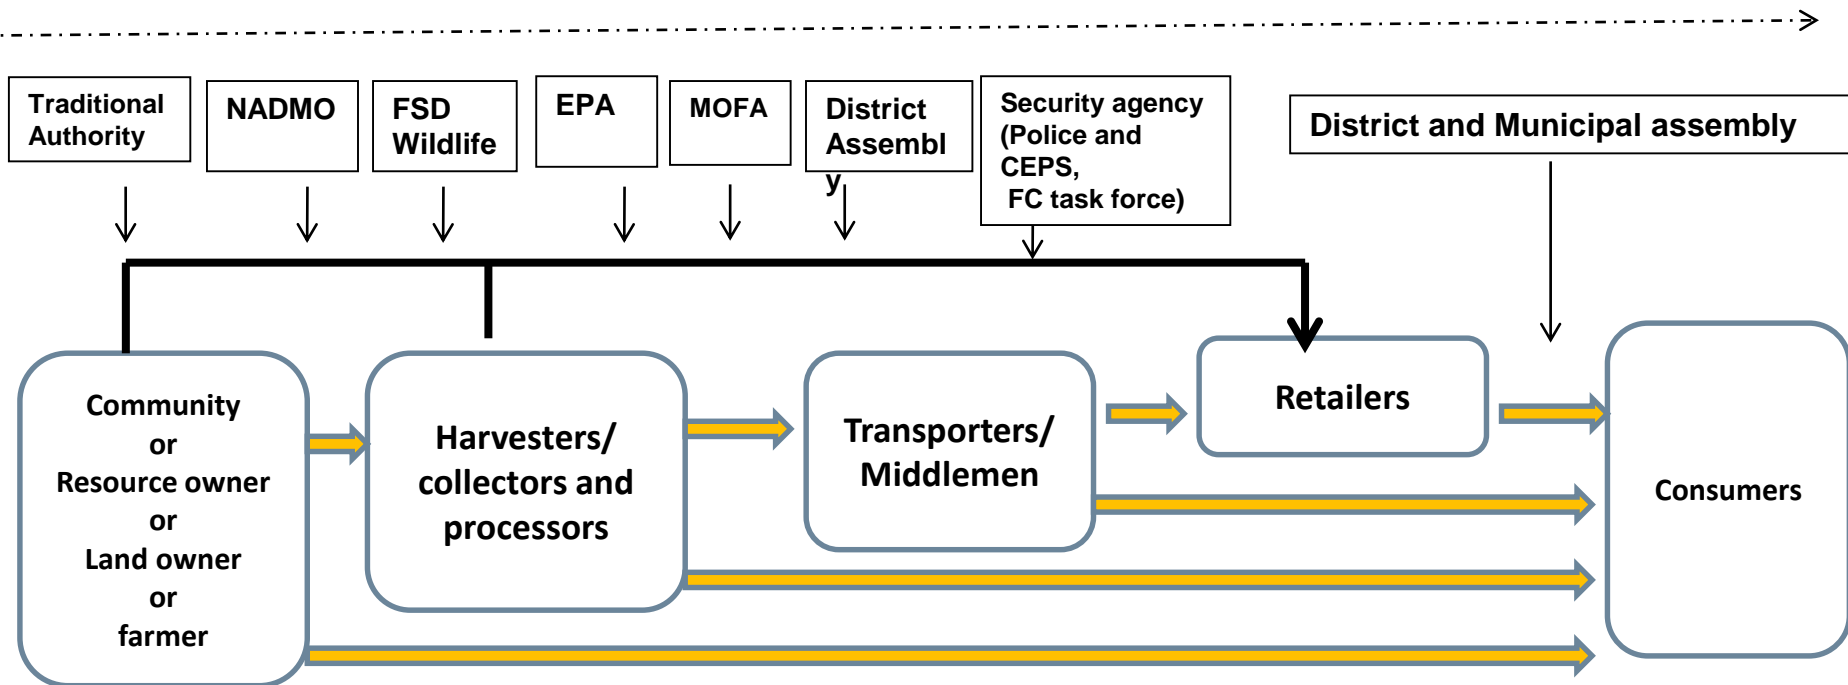 Traditional
Authority
NADMO
FSD
Wildlife
EPA
MOFA
District
Assembl
y
Security agency
(Police and
CEPS,
FC task force)
District and Municipal assembly
Community
or
Resource owner
or
Land owner
or
farmer
Harvesters/
collectors and
processors
Transporters/
Middlemen
Retailers
Consumers